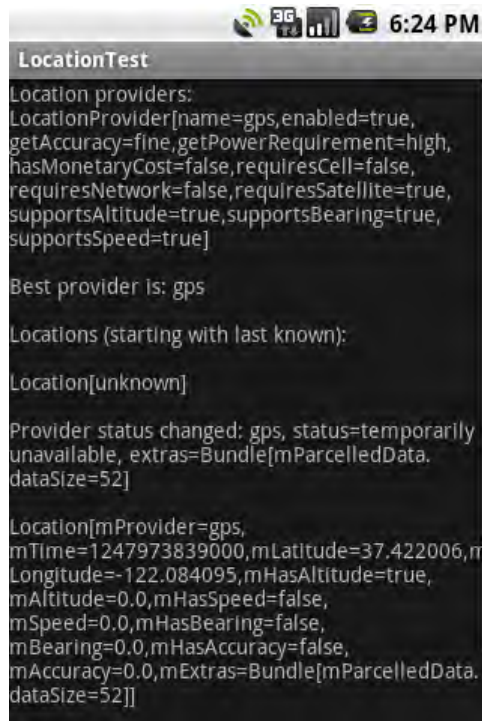 3G 6:24 PM
LocationTest
Location providers:
LocationProvider[name=gps,enabled=true,
getAccuracy=fine,getPowerRequirement=high,
hasMonetaryCost=false,requiresCell=false,
requiresNetwork=false,requiresSatellite=true,
supportsAltitude=true,supportsBearing=true,
supportsSpeed=true]
Best provider is: gps
Locations (starting with last known):
Location[unknown]
Provider status changed: gps, status=temporarily
unavailable, extras=Bundle[mParcelledData.
dataSize=52]
Location[mProvider=gps,
mTime=1247973839000,mLatitude=37.422006,m
Longitude=-122.084095,mHasAltitude=true,
mAltitude=0.0,mHasSpeed=false,
mSpeed=0.0,mHasBearing=false,
mBearing=0.0,mHasAccuracy=false,
mAccuracy=0.0,mExtras=Bundle[mParcelledData.
dataSize=52]]